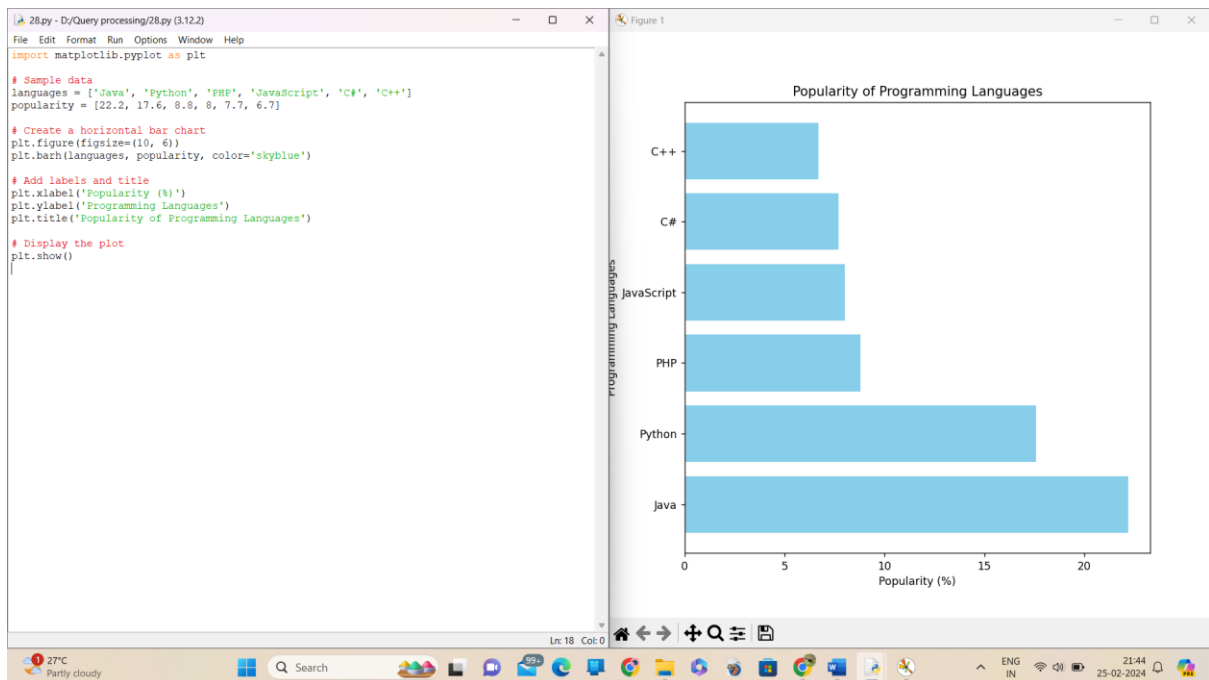 28.py - D:/Query processing/28.py (3.12.2)
File Edit Format Run Options Window Help
import matplotlib.pyplot as plt
# Sample data
languages = ['Java', 'Python', 'PHP', 'JavaScript', 'C#', 'C++']
popularity = [22.2, 17.6, 8.8, 8, 7.7, 6.7]
# Create a horizontal bar chart
plt.figure(figsize=(10, 6))
plt.barh(languages, popularity, color='skyblue')
# Add labels and title
plt.xlabel('Popularity (%)')
plt.ylabel('Programming Languages')
plt.title('Popularity of Programming Languages')
# Display the plot
plt.show()
Ln: 18 Col: 0
Figure 1
Popularity of Programming Languages
C++
C#
JavaScript
PHP
Python
Java
Programming Languages
0 5 10 15 20
Popularity (%)
1
27°C
Partly cloudy
Search
99+
ENG
IN
21:44
25-02-2024
PRE